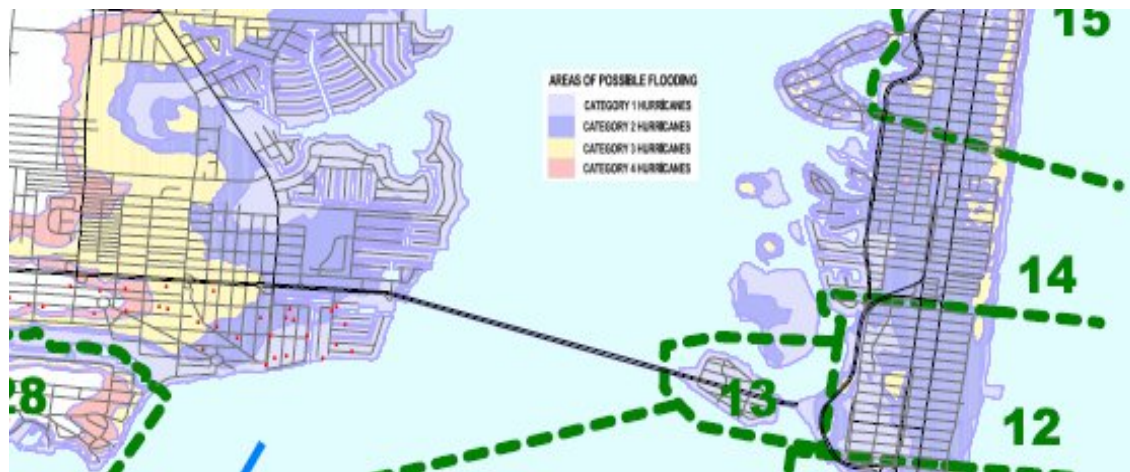 15
AREAS OF POSSIBLE FLOODING
CATEGORY 1 HURRICANES
CATEGORY 2 HURRICANES
CATEGORY 3 HURRICANES
CATEGORY 4 HURRICANES
14
28
13
12